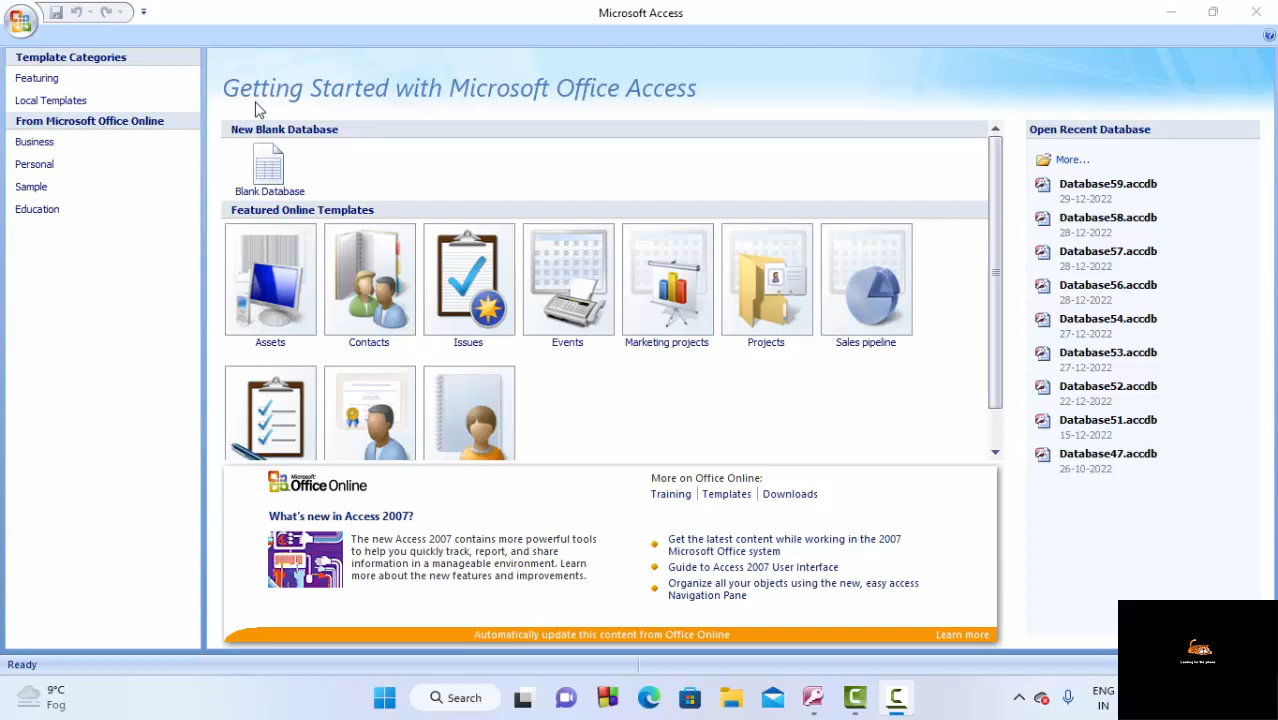 Microsoft Access
Template Categories
Featuring
Local Templates
From Microsoft Office Online
Business
Personal
Sample
Education
Getting Started with Microsoft Office Access
New Blank Database
Blank Database
Featured Online Templates
Assets
Contacts
Issues
Events
Marketing projects
Projects
Sales pipeline
Microsoft
Office Online
What's new in Access 2007?
The new Access 2007 contains more powerful tools
to help you quickly track, report, and share
information in a manageable environment. Learn
more about the new features and improvements.
More on Office Online:
Training | Templates | Downloads
Get the latest content while working in the 2007
Microsoft Office system
Guide to Access 2007 User Interface
Organize all your objects using the new, easy access
Navigation Pane
Automatically update this content from Office Online
Learn more
Open Recent Database
More...
Database59.accdb
29-12-2022
Database58.accdb
28-12-2022
Database57.accdb
28-12-2022
Database56.accdb
28-12-2022
Database54.accdb
27-12-2022
Database53.accdb
27-12-2022
Database52.accdb
22-12-2022
Database51.accdb
15-12-2022
Database47.accdb
26-10-2022
Ready
9°C
Fog
Search
ENG
IN